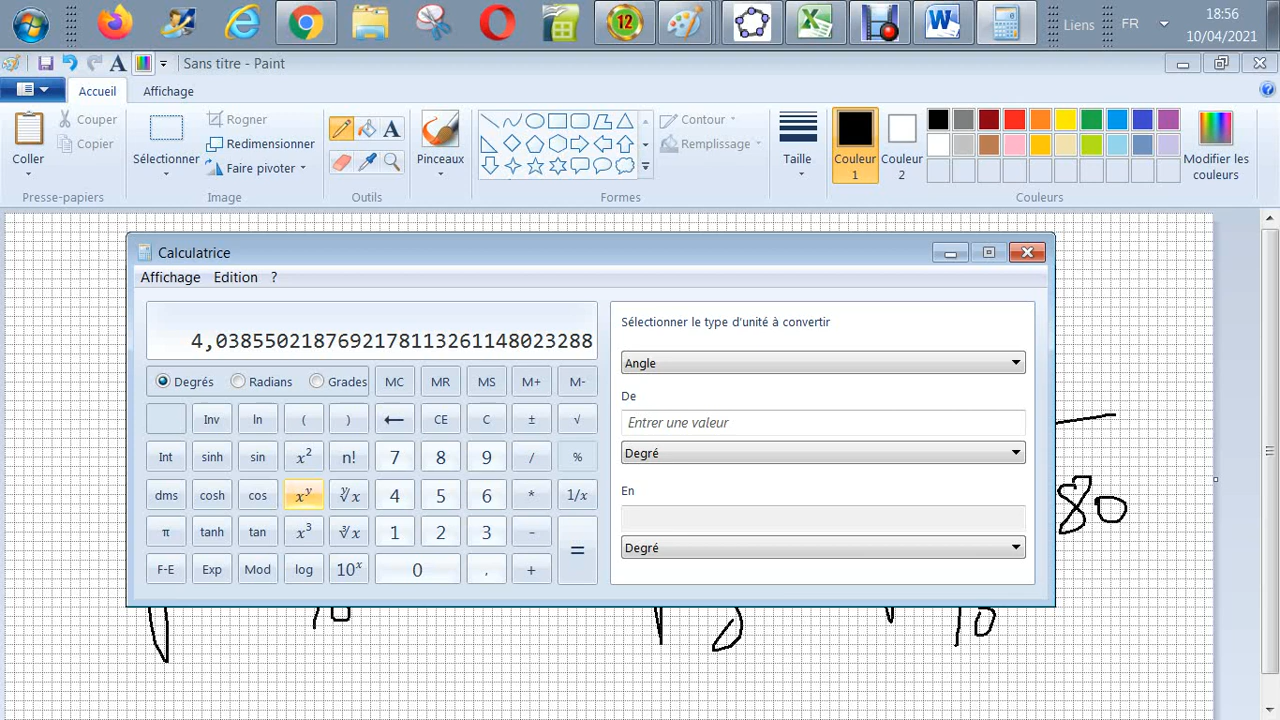 12
Liens
FR
18:56
10/04/2021
Sans titre - Paint
Accueil
Affichage
Coller
Couper
Copier
Presse-papiers
Sélectionner
Rogner
Redimensionner
Faire pivoter
Image
A
Outils
Pinceaux
Contour
Remplissage
Formes
Taille
Couleur 1
Couleur 2
Modifier les couleurs
Couleurs
Calculatrice
Affichage Edition ?
4,0385502187692178113261148023288
Degrés Radians Grades MC MR MS M+ M-
Inv ln ( ) ← CE C ± √
Int sinh sin x² n! 7 8 9 / %
dms cosh cos xʸ ʸ√x 4 5 6 * 1/x
π tanh tan x³ ³√x 1 2 3 - =
F-E Exp Mod log 10ˣ 0 , +
Sélectionner le type d'unité à convertir
Angle
De
Entrer une valeur
Degré
En
Degré
80